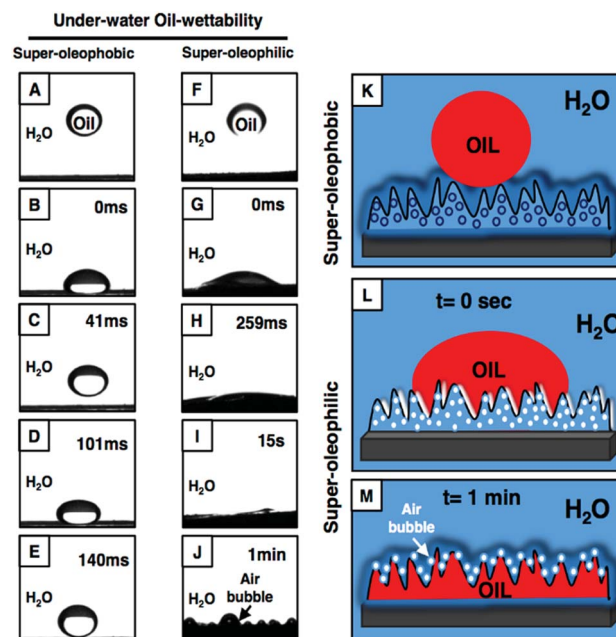 Under-water Oil-wettability
Super-oleophobic
Super-oleophilic
A
H₂O
Oil
B
0ms
H₂O
C
41ms
H₂O
D
101ms
H₂O
E
140ms
H₂O
F
H₂O
Oil
G
0ms
H₂O
H
259ms
H₂O
I
15s
H₂O
J
1min
Air
bubble
H₂O
Super-oleophobic
K
H₂O
OIL
Super-oleophilic
L
t= 0 sec
H₂O
OIL
M
t= 1 min
H₂O
Air
bubble
OIL